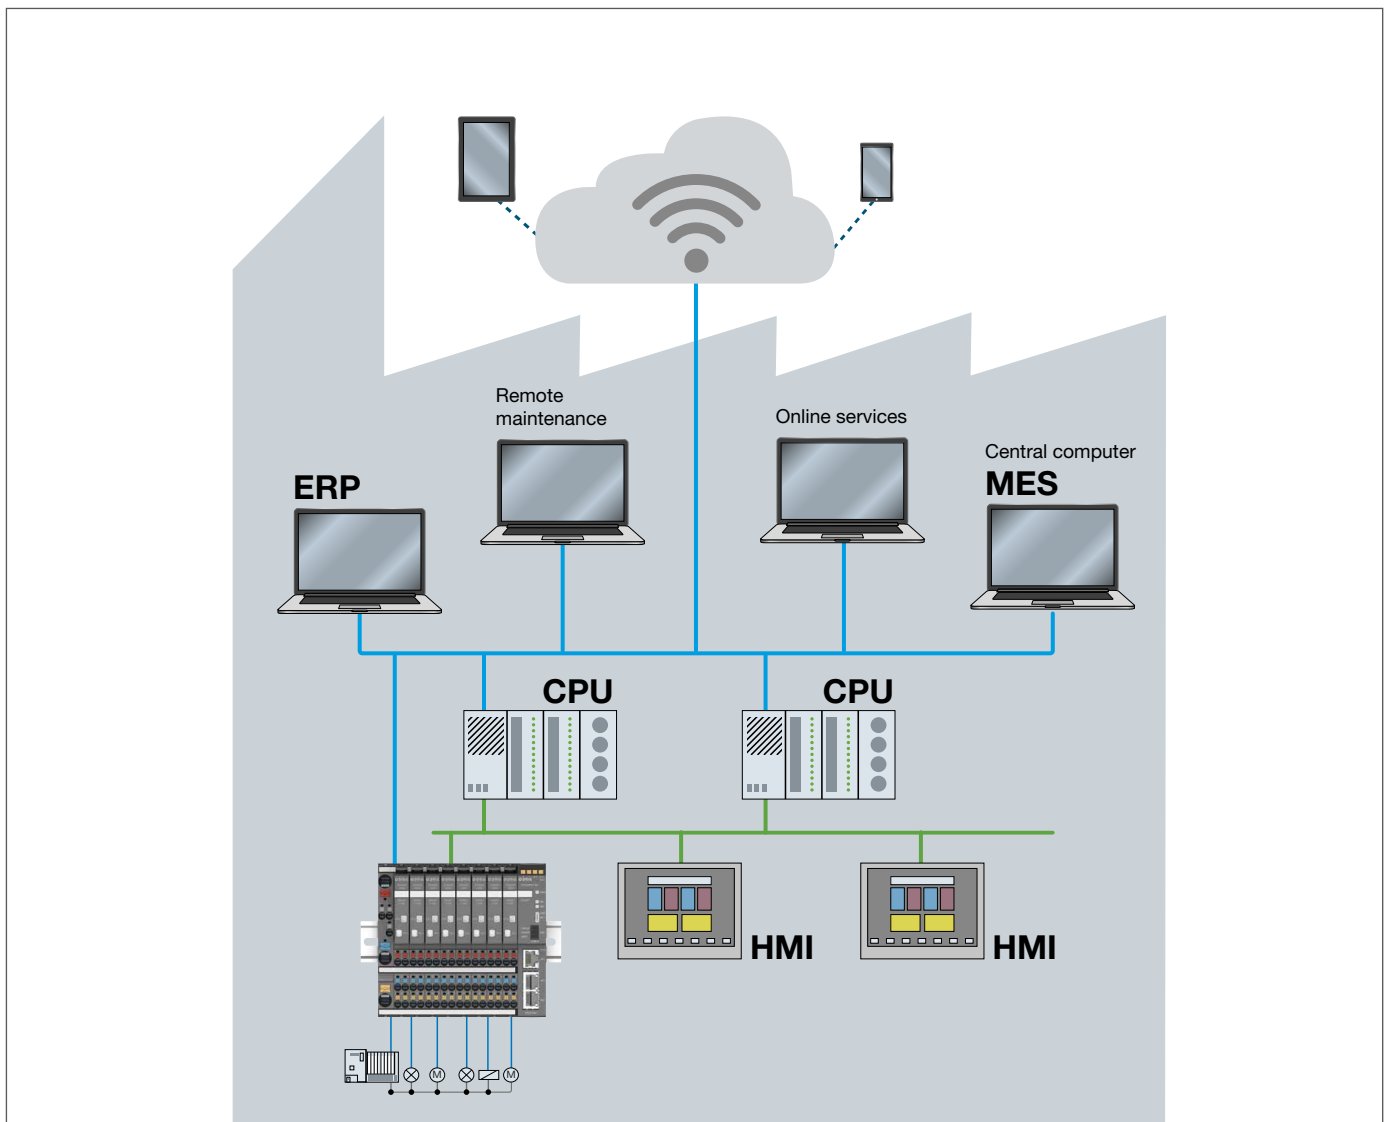 Remote
maintenance
Online services
Central computer
MES
ERP
CPU
CPU
HMI
HMI
M
M